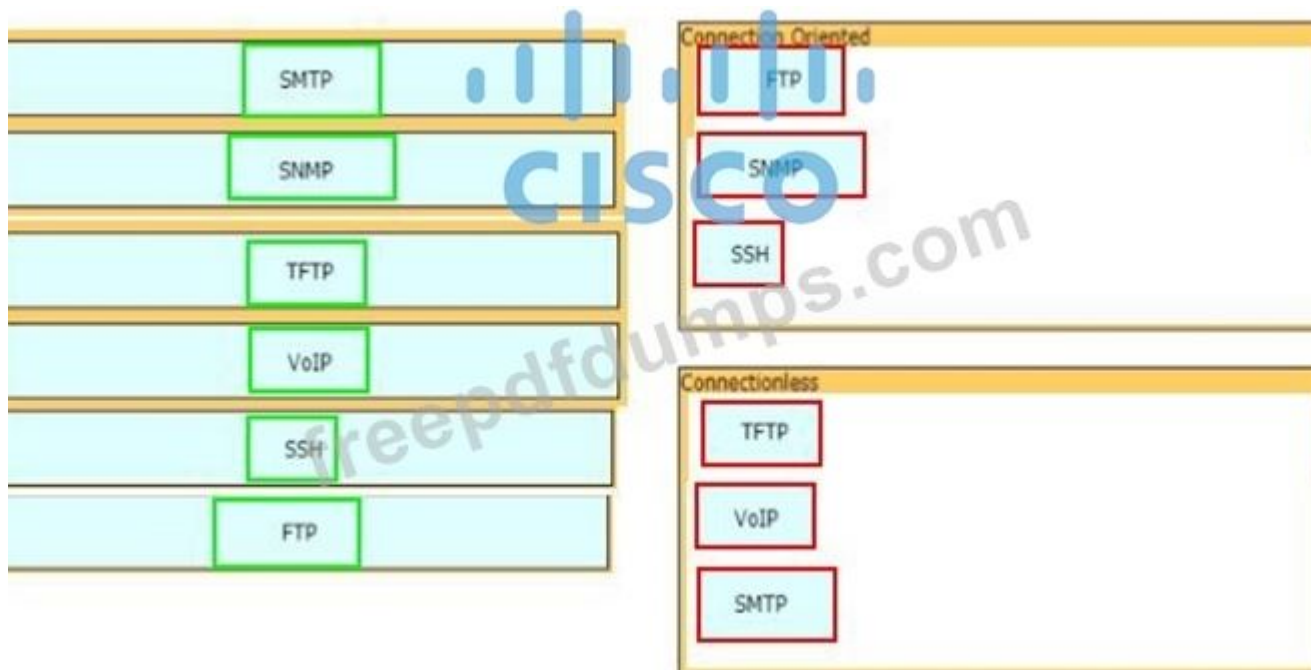 SMTP
SNMP
TFTP
VoIP
SSH
FTP
Connection Oriented
FTP
SNMP
SSH
Connectionless
TFTP
VoIP
SMTP
CISCO
freepdfdumps.com